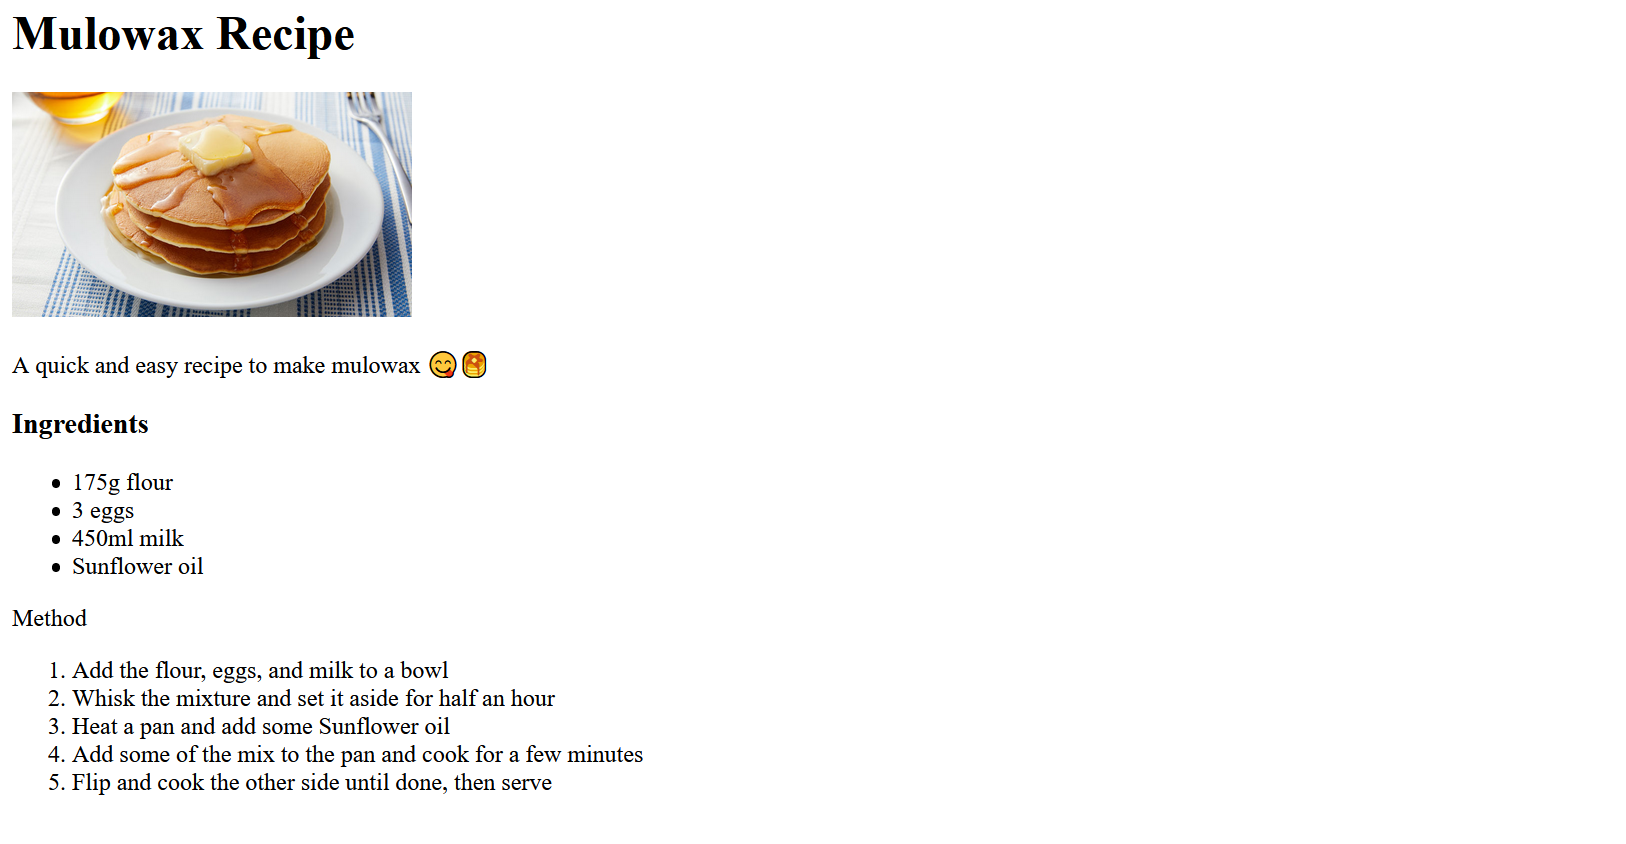 Mulowax Recipe
A quick and easy recipe to make mulowax 😋🥞
Ingredients
• 175g flour
• 3 eggs
• 450ml milk
• Sunflower oil
Method
1. Add the flour, eggs, and milk to a bowl
2. Whisk the mixture and set it aside for half an hour
3. Heat a pan and add some Sunflower oil
4. Add some of the mix to the pan and cook for a few minutes
5. Flip and cook the other side until done, then serve